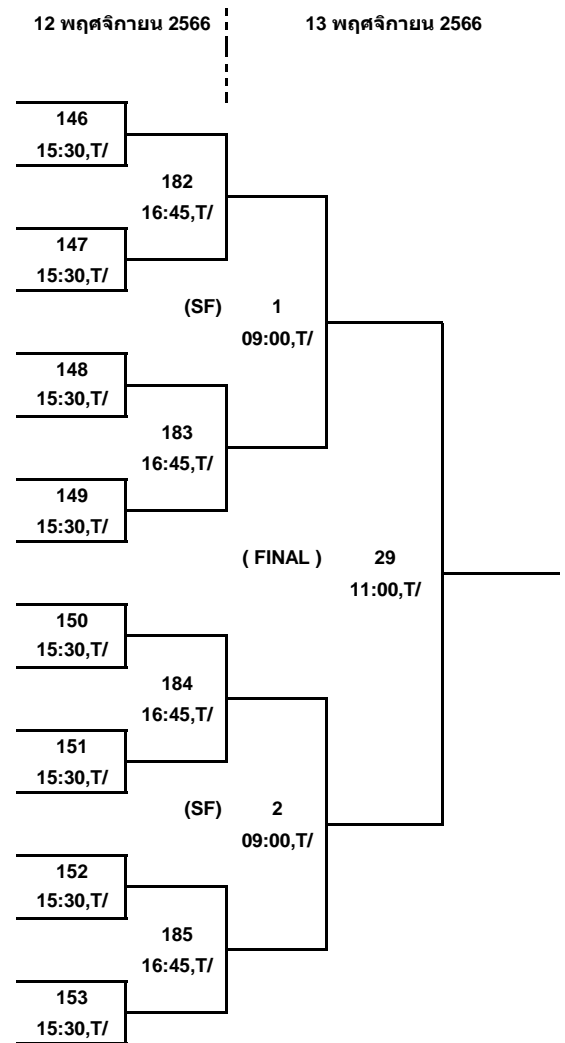 12 พฤศจิกายน 2566
13 พฤศจิกายน 2566
146
15:30,T/
182
16:45,T/
147
15:30,T/
(SF) 1
09:00,T/
148
15:30,T/
183
16:45,T/
149
15:30,T/
( FINAL ) 29
11:00,T/
150
15:30,T/
184
16:45,T/
151
15:30,T/
(SF) 2
09:00,T/
152
15:30,T/
185
16:45,T/
153
15:30,T/